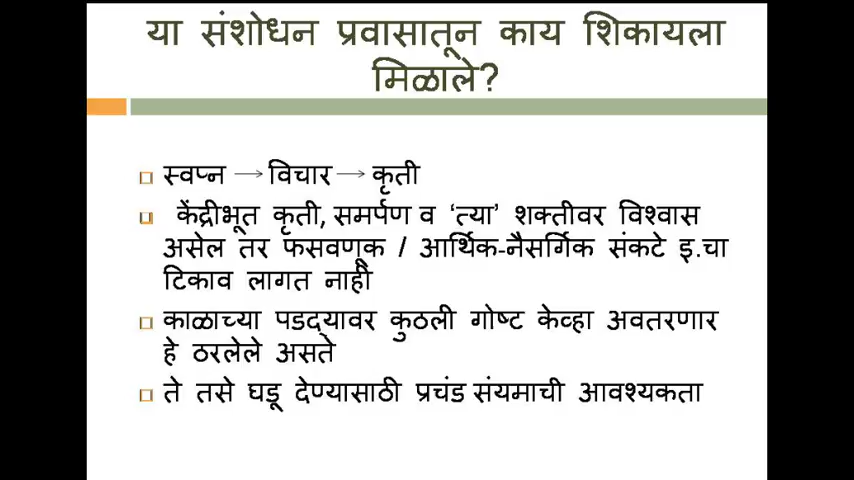 या संशोधन प्रवासातून काय शिकायला
मिळाले?
स्वप्न → विचार → कृती
केंद्रीभूत कृती, समर्पण व ‘त्या’ शक्तीवर विश्वास
असेल तर फसवणूक / आर्थिक-नैसर्गिक संकटे इ.चा
टिकाव लागत नाही
काळाच्या पडद्यावर कुठली गोष्ट केव्हा अवतरणार
हे ठरलेले असते
ते तसे घडू देण्यासाठी प्रचंड संयमाची आवश्यकता